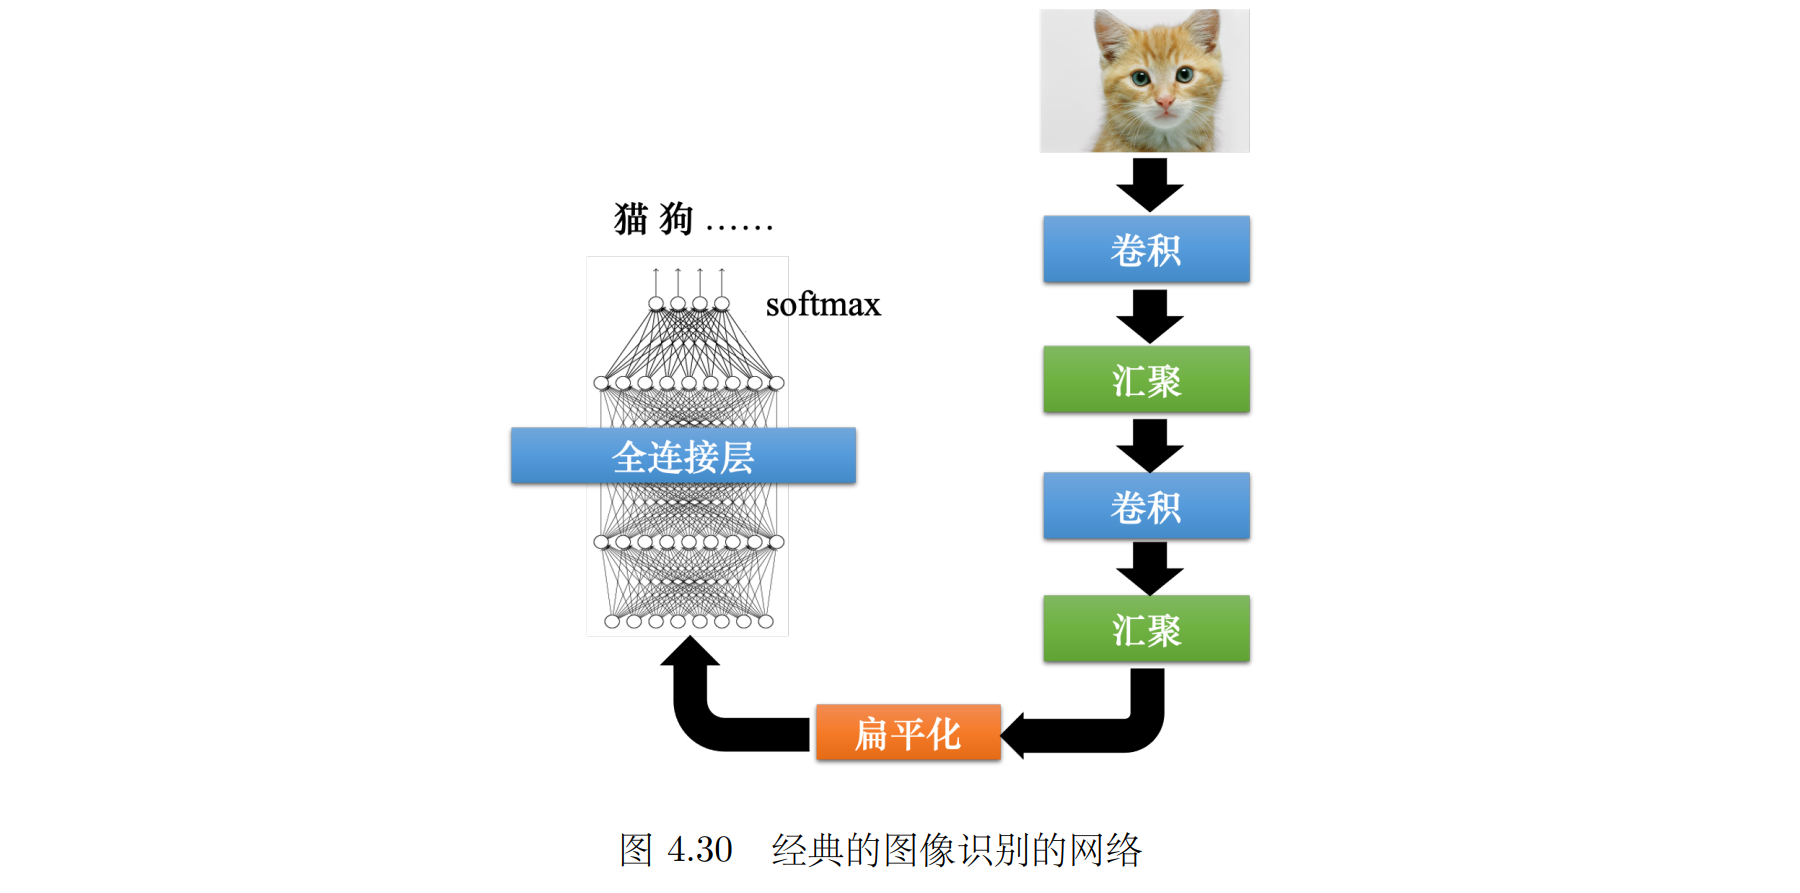 卷积
汇聚
卷积
汇聚
扁平化
全连接层
softmax
猫 狗 ……
图 4.30 经典的图像识别的网络